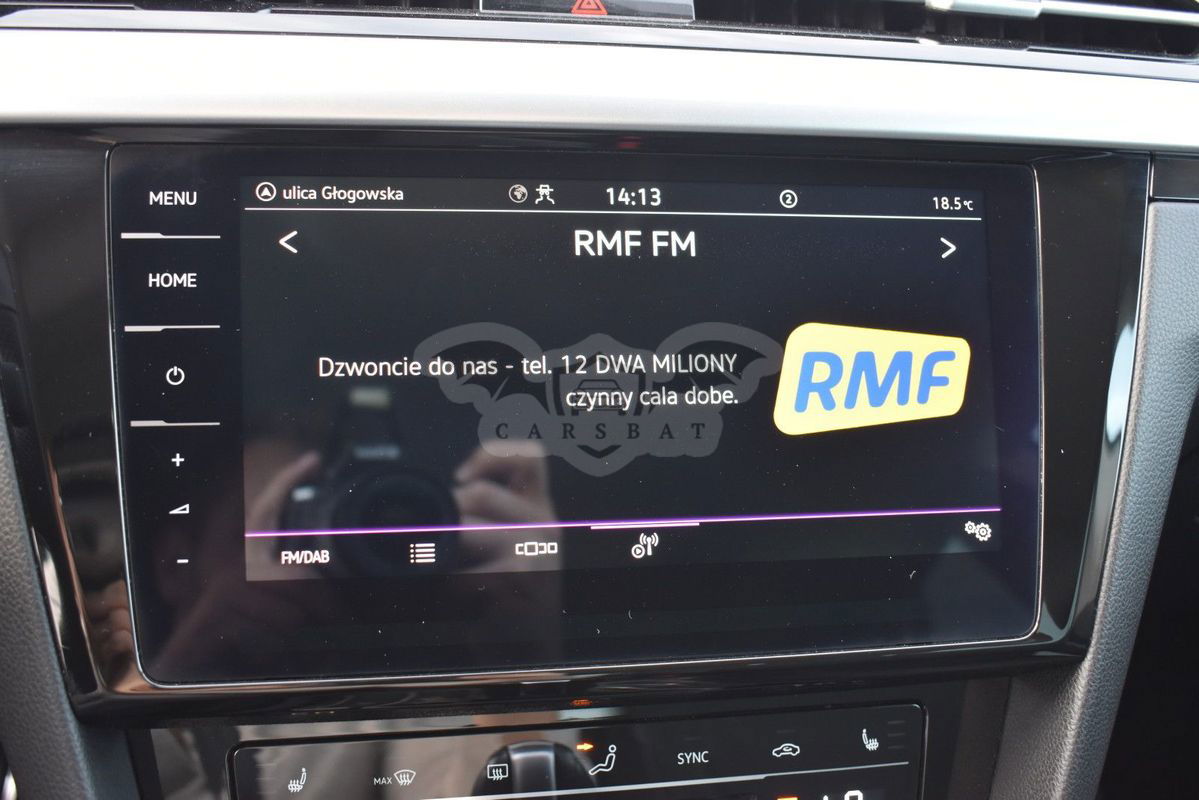 MENU
HOME
ulica Głogowska
14:13
2
18.5°C
<
RMF FM
>
Dzwoncie do nas - tel. 12 DWA MILIONY
czynny cala dobe.
RMF
CARSBAT
+
-
FM/DAB
MAX
SYNC